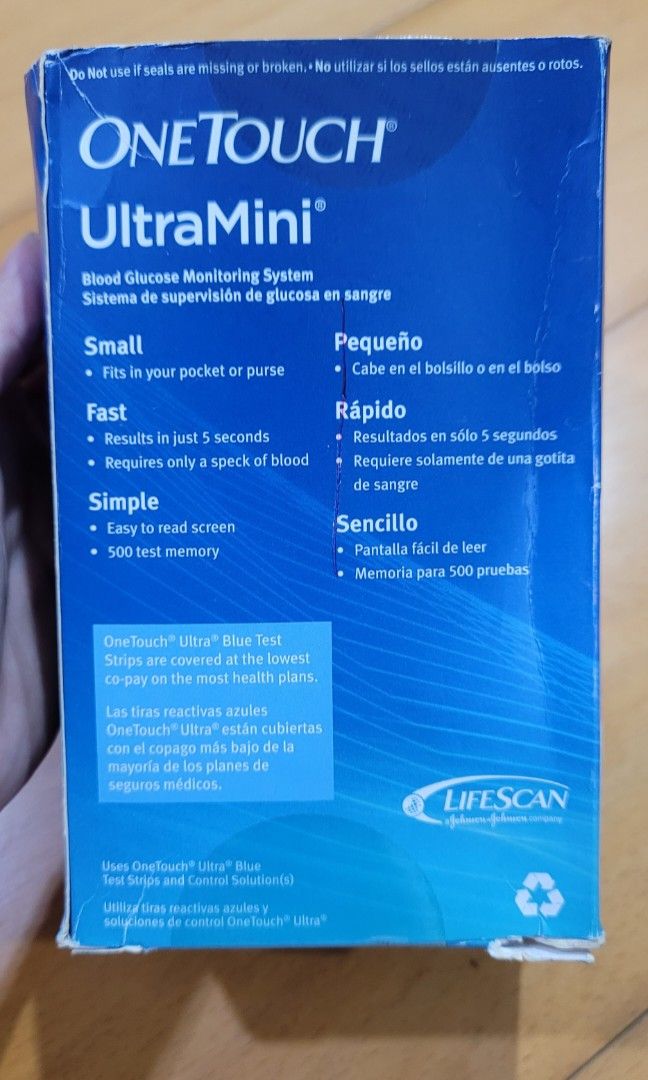 Do Not use if seals are missing or broken. • No utilizar si los sellos están ausentes o rotos.
ONETOUCH®
UltraMini®
Blood Glucose Monitoring System
Sistema de supervisión de glucosa en sangre
Small
• Fits in your pocket or purse
Fast
• Results in just 5 seconds
• Requires only a speck of blood
Simple
• Easy to read screen
• 500 test memory
Pequeño
• Cabe en el bolsillo o en el bolso
Rápido
• Resultados en sólo 5 segundos
• Requiere solamente de una gotita
de sangre
Sencillo
• Pantalla fácil de leer
• Memoria para 500 pruebas
OneTouch® Ultra® Blue Test
Strips are covered at the lowest
co-pay on the most health plans.
Las tiras reactivas azules
OneTouch® Ultra® están cubiertas
con el copago más bajo de la
mayoría de los planes de
seguros médicos.
LIFESCAN
a Johnson & Johnson company
Uses OneTouch® Ultra® Blue
Test Strips and Control Solution(s)
Utiliza tiras reactivas azules y
soluciones de control OneTouch® Ultra®